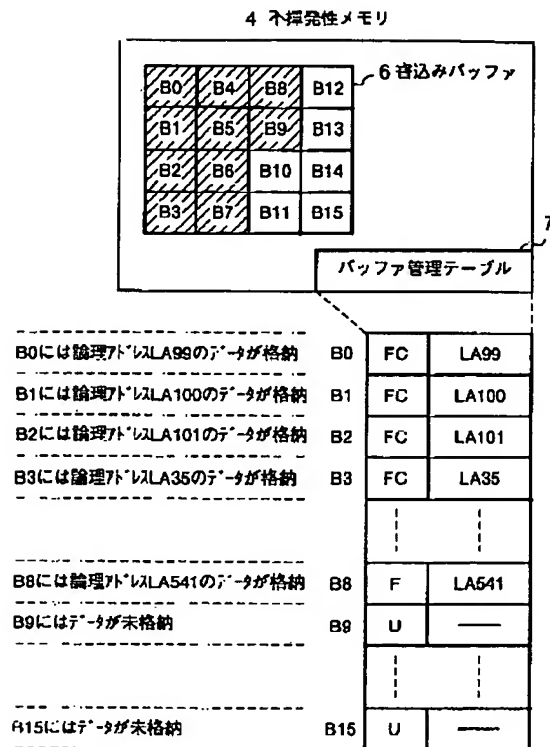 4 不揮発性メモリ
B0 B4 B8 B12
6 書込みバッファ
B1 B5 B9 B13
B2 B6 B10 B14
B3 B7 B11 B15
7
バッファ管理テーブル
B0には論理アドレスLA99のデータが格納 B0 FC LA99
B1には論理アドレスLA100のデータが格納 B1 FC LA100
B2には論理アドレスLA101のデータが格納 B2 FC LA101
B3には論理アドレスLA35のデータが格納 B3 FC LA35
B8には論理アドレスLA541のデータが格納 B8 F LA541
B9にはデータが未格納 B9 U —
B15にはデータが未格納 B15 U —